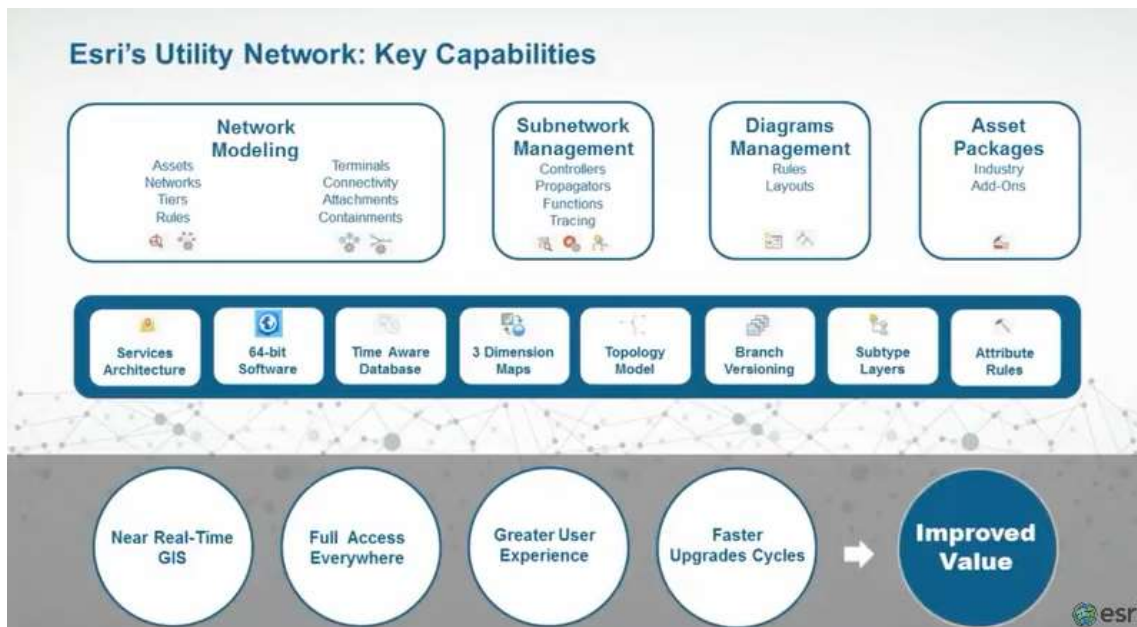 Esri's Utility Network: Key Capabilities
Network
Modeling
Assets
Networks
Tiers
Rules
Terminals
Connectivity
Attachments
Containments
Subnetwork
Management
Controllers
Propagators
Functions
Tracing
Diagrams
Management
Rules
Layouts
Asset
Packages
Industry
Add-Ons
Services
Architecture
64-bit
Software
Time Aware
Database
3 Dimension
Maps
Topology
Model
Branch
Versioning
Subtype
Layers
Attribute
Rules
Near Real-Time
GIS
Full Access
Everywhere
Greater User
Experience
Faster
Upgrades Cycles
Improved
Value
esr